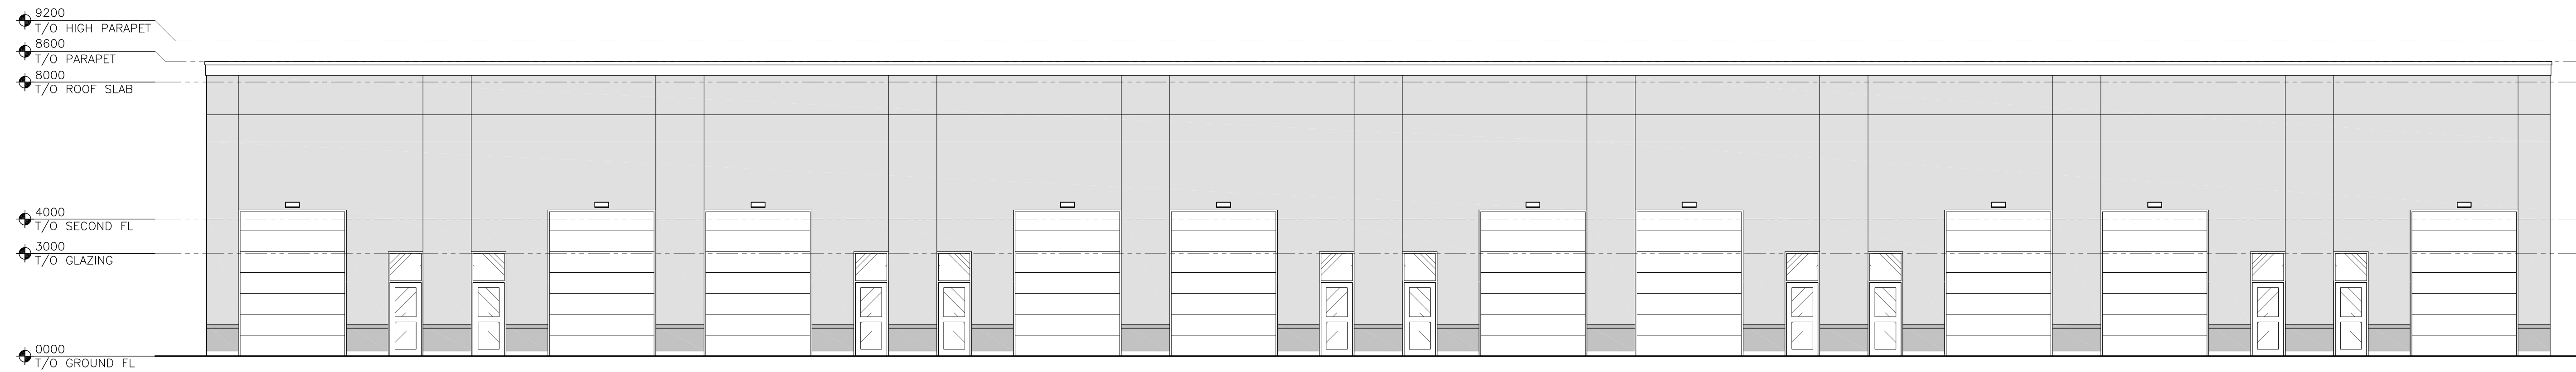 9200
T/O HIGH PARAPET
8600
T/O PARAPET
8000
T/O ROOF SLAB
4000
T/O SECOND FL
3000
T/O GLAZING
0000
T/O GROUND FL